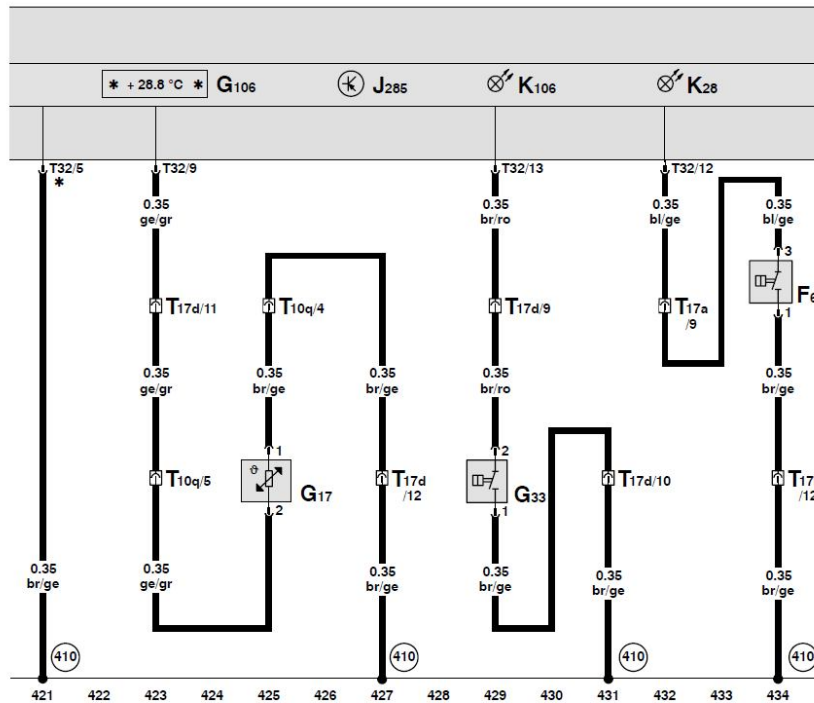 * + 28.8 °C * G106 J285 K106 K28
T32/5 T32/9 T32/13 T32/12
*
0.35 0.35 0.35 0.35
ge/gr br/ro bl/ge bl/ge
3
T17d/11 T10q/4 T17d/9 T17a
/9
F6
1
0.35 0.35 0.35 0.35 0.35
ge/gr br/ge br/ge br/ro br/ge
1 2
T10q/5 G17 T17d
/12
G33 T17d/10 T17
/12
2 1
0.35 0.35 0.35 0.35 0.35 0.35
br/ge ge/gr br/ge br/ge br/ge br/ge
410 410 410 410
421 422 423 424 425 426 427 428 429 430 431 432 433 434